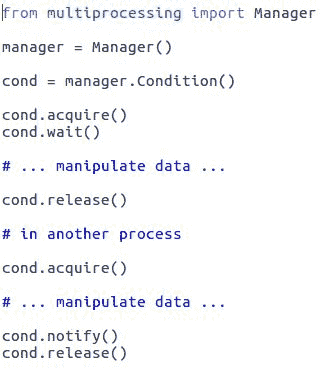 from multiprocessing import Manager
manager = Manager()
cond = manager.Condition()
cond.acquire()
cond.wait()
# ... manipulate data ...
cond.release()
# in another process
cond.acquire()
# ... manipulate data ...
cond.notify()
cond.release()